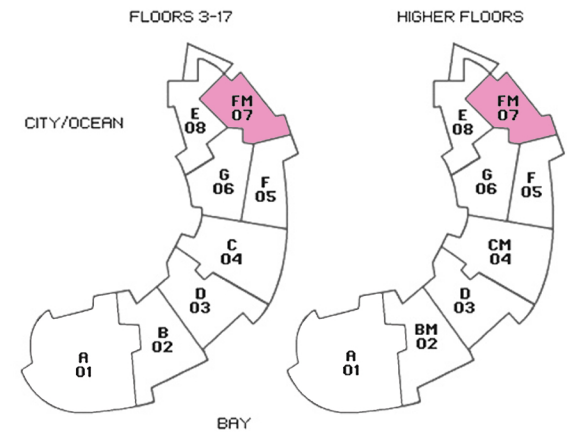 FLOORS 3-17
HIGHER FLOORS
CITY/OCEAN
E
08
FM
07
G
06
F
05
C
04
D
03
B
02
A
01
E
08
FM
07
G
06
F
05
CM
04
D
03
BM
02
A
01
BAY